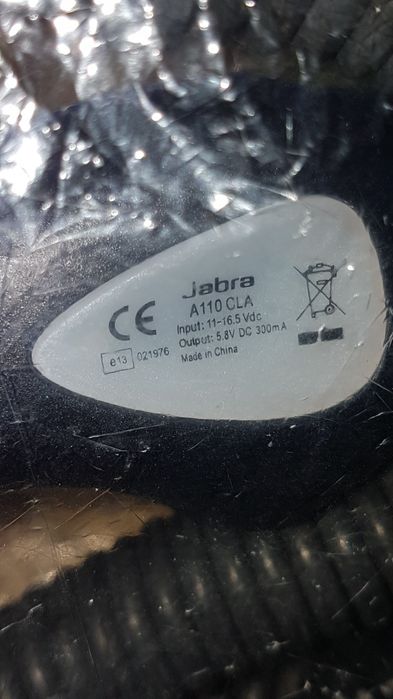 Jabra
A110 CLA
CE
Input: 11-16.5 Vdc
Output: 5.8V DC 300mA
e13 021976
Made in China